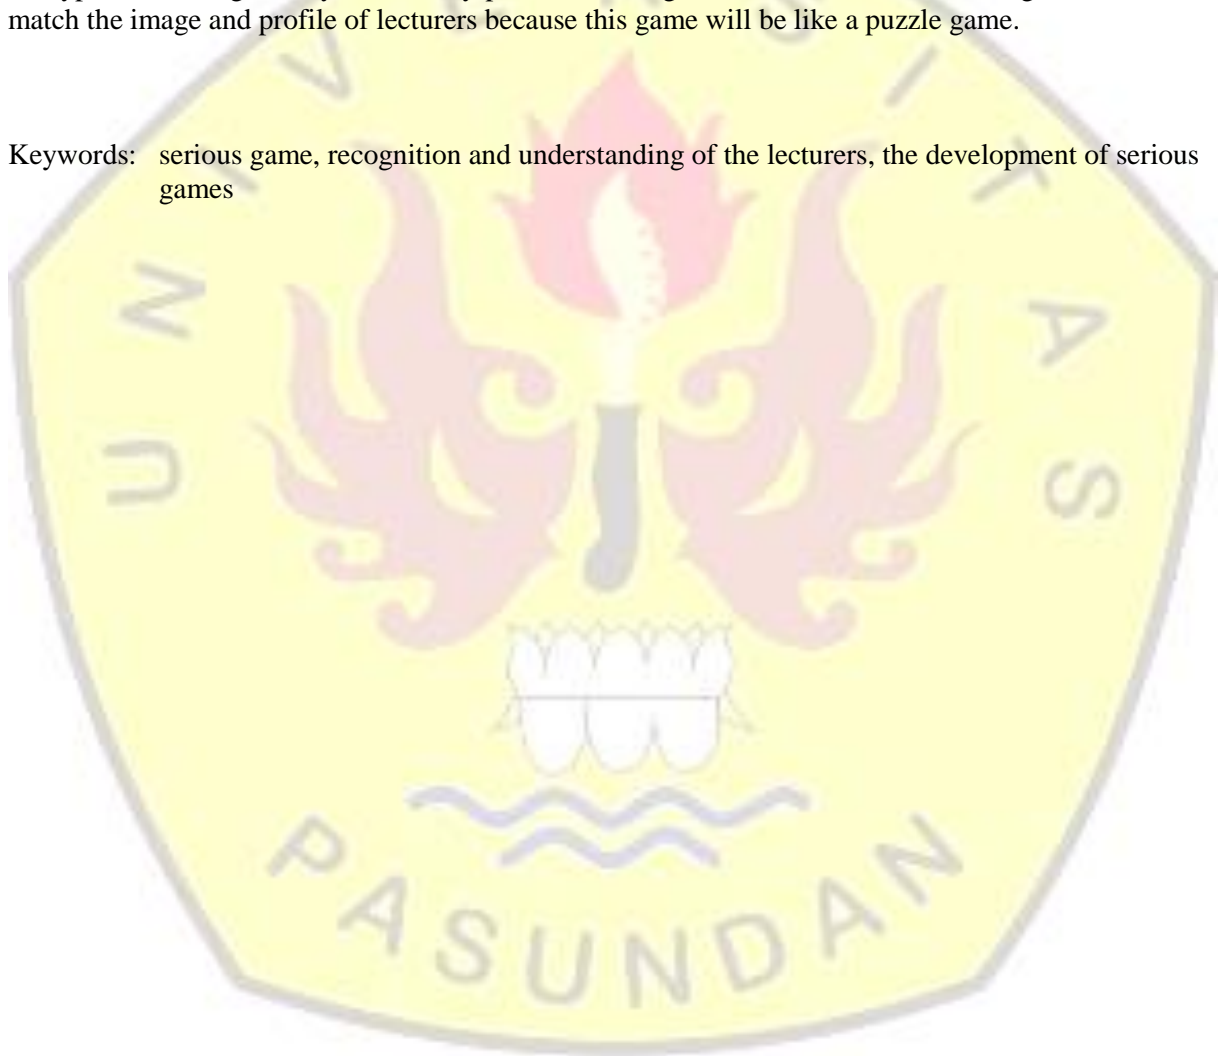 match the image and profile of lecturers because this game will be like a puzzle game.
Keywords: serious game, recognition and understanding of the lecturers, the development of serious
games
UNIVERSITAS
PASUNDAN